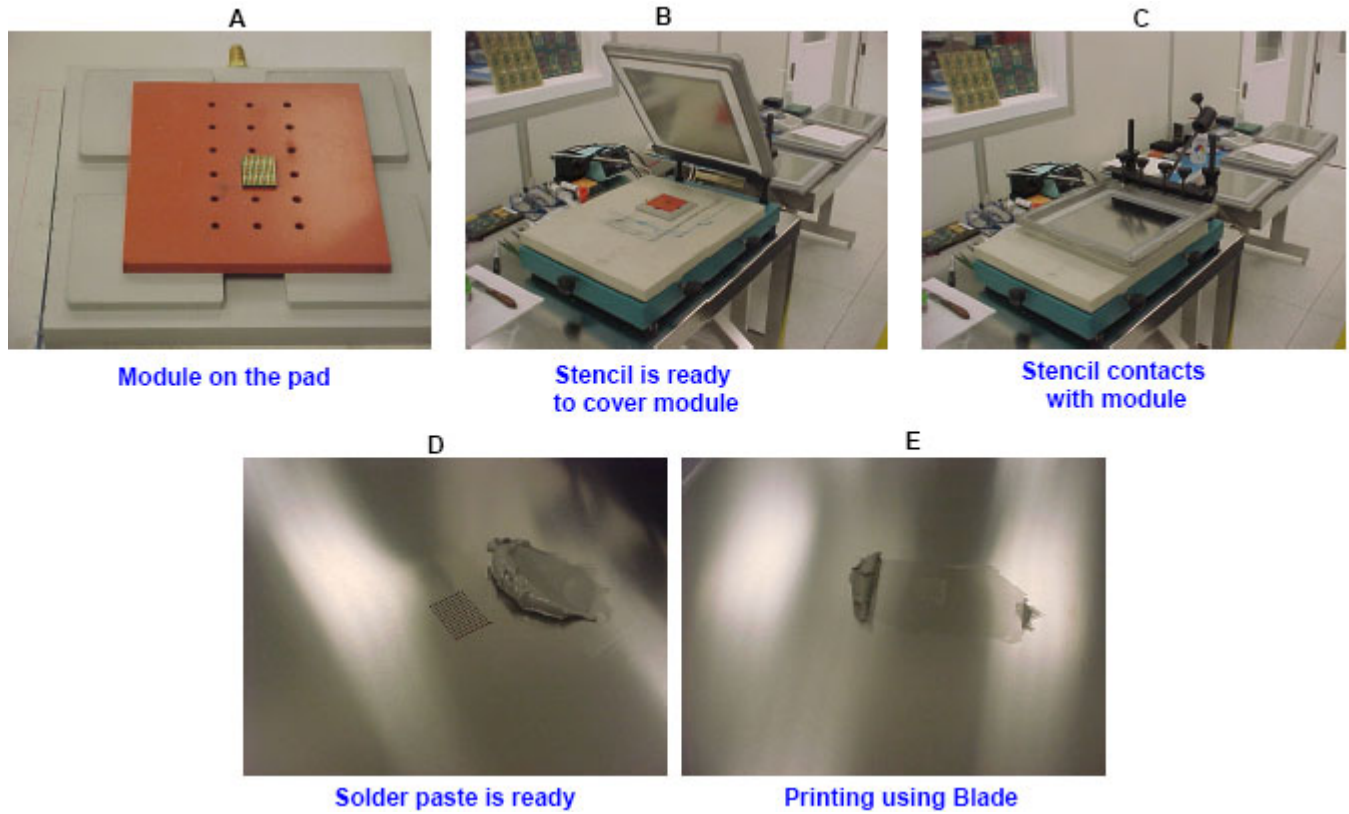 A
B
C
Module on the pad
Stencil is ready
to cover module
Stencil contacts
with module
D
E
Solder paste is ready
Printing using Blade